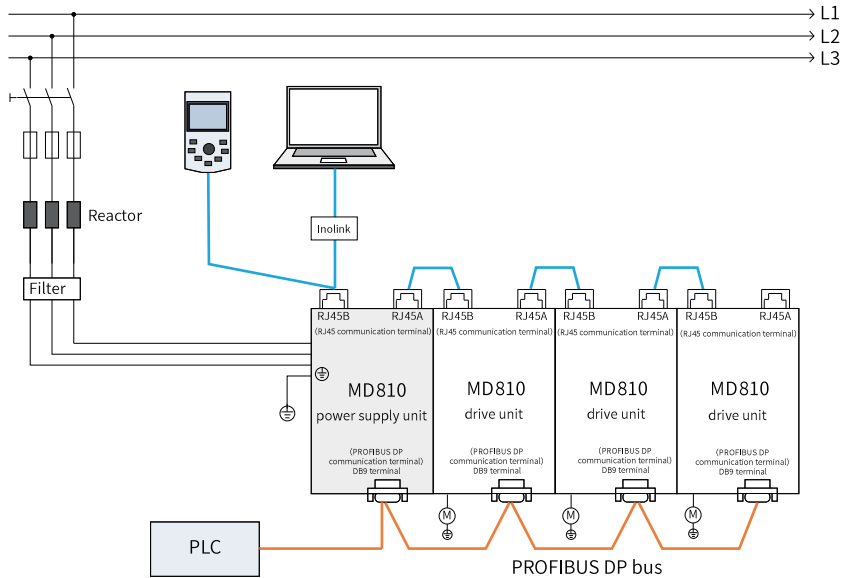 L1
L2
L3
Reactor
Inolink
Filter
RJ45B
RJ45A
RJ45B
RJ45A
RJ45B
RJ45A
RJ45B
RJ45A
(RJ45 communication terminal)
(RJ45 communication terminal)
(RJ45 communication terminal)
(RJ45 communication terminal)
MD810
power supply unit
MD810
drive unit
MD810
drive unit
MD810
drive unit
(PROFIBUS DP
communication terminal)
DB9 terminal
(PROFIBUS DP
communication terminal)
DB9 terminal
(PROFIBUS DP
communication terminal)
DB9 terminal
(PROFIBUS DP
communication terminal)
DB9 terminal
M
M
M
PLC
PROFIBUS DP bus